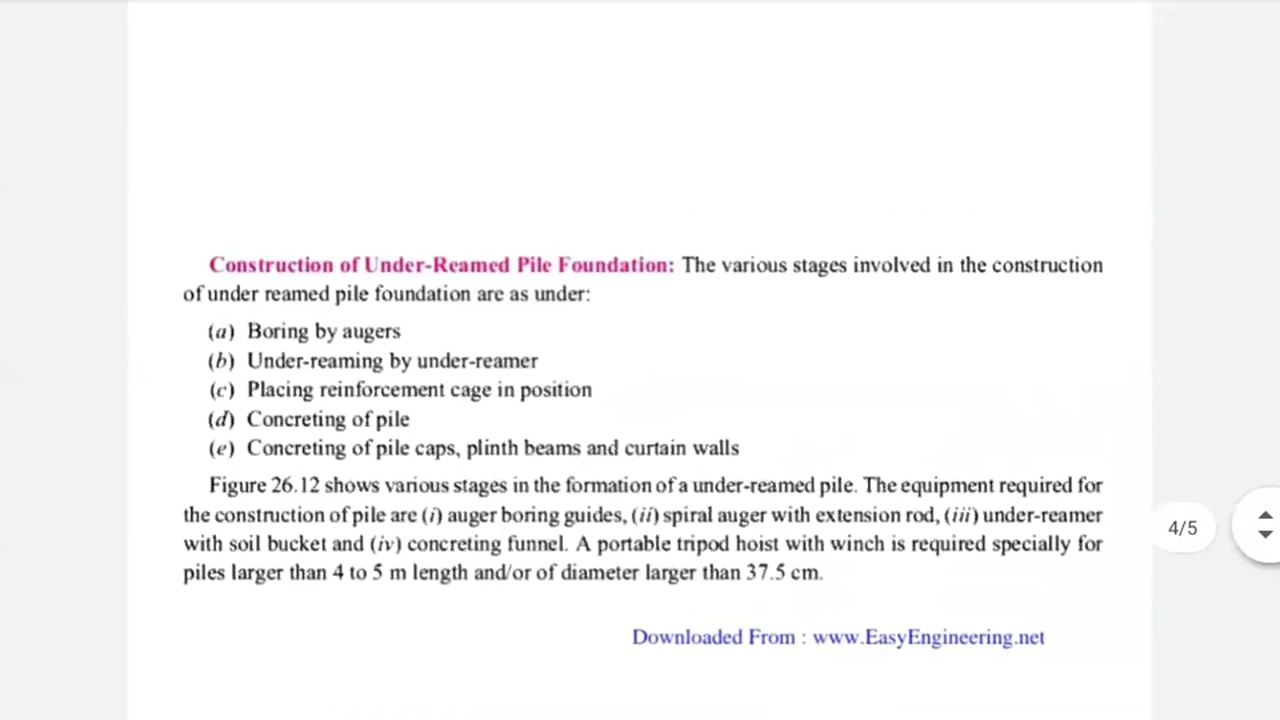 Construction of Under-Reamed Pile Foundation: The various stages involved in the construction
of under reamed pile foundation are as under:
(a) Boring by augers
(b) Under-reaming by under-reamer
(c) Placing reinforcement cage in position
(d) Concreting of pile
(e) Concreting of pile caps, plinth beams and curtain walls
Figure 26.12 shows various stages in the formation of a under-reamed pile. The equipment required for
the construction of pile are (i) auger boring guides, (ii) spiral auger with extension rod, (iii) under-reamer
with soil bucket and (iv) concreting funnel. A portable tripod hoist with winch is required specially for
piles larger than 4 to 5 m length and/or of diameter larger than 37.5 cm.
4/5
Downloaded From : www.EasyEngineering.net